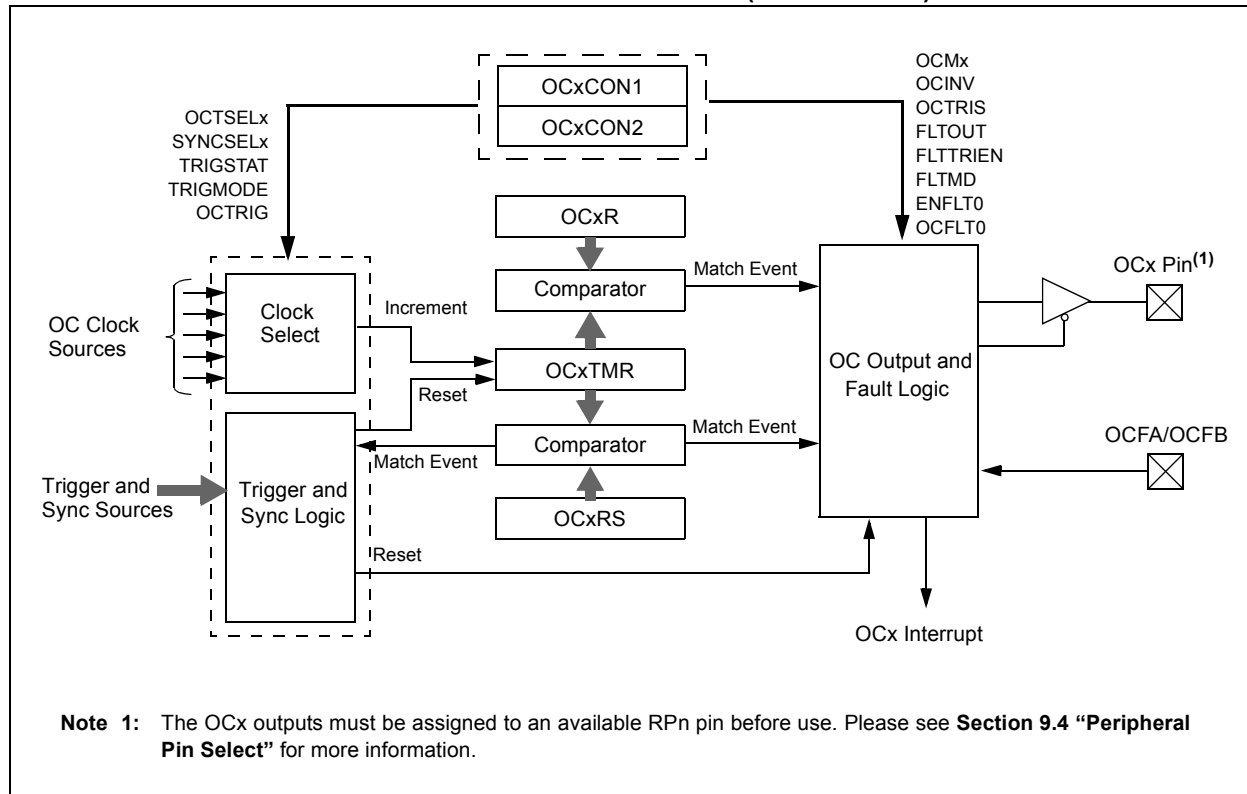 OCxCON1
OCxCON2
OCMx
OCINV
OCTRIS
FLTOUT
FLTTRIEN
FLTMD
ENFLT0
OCFLT0
OCTSELx
SYNCSELx
TRIGSTAT
TRIGMODE
OCTRIG
OCxR
Comparator
Match Event
OCx Pin(1)
OC Clock
Sources
Clock
Select
Increment
OCxTMR
Reset
OC Output and
Fault Logic
Comparator
Match Event
Match Event
OCFA/OCFB
Trigger and
Sync Sources
Trigger and
Sync Logic
OCxRS
Reset
OCx Interrupt
Note 1: The OCx outputs must be assigned to an available RPn pin before use. Please see Section 9.4 “Peripheral
Pin Select” for more information.